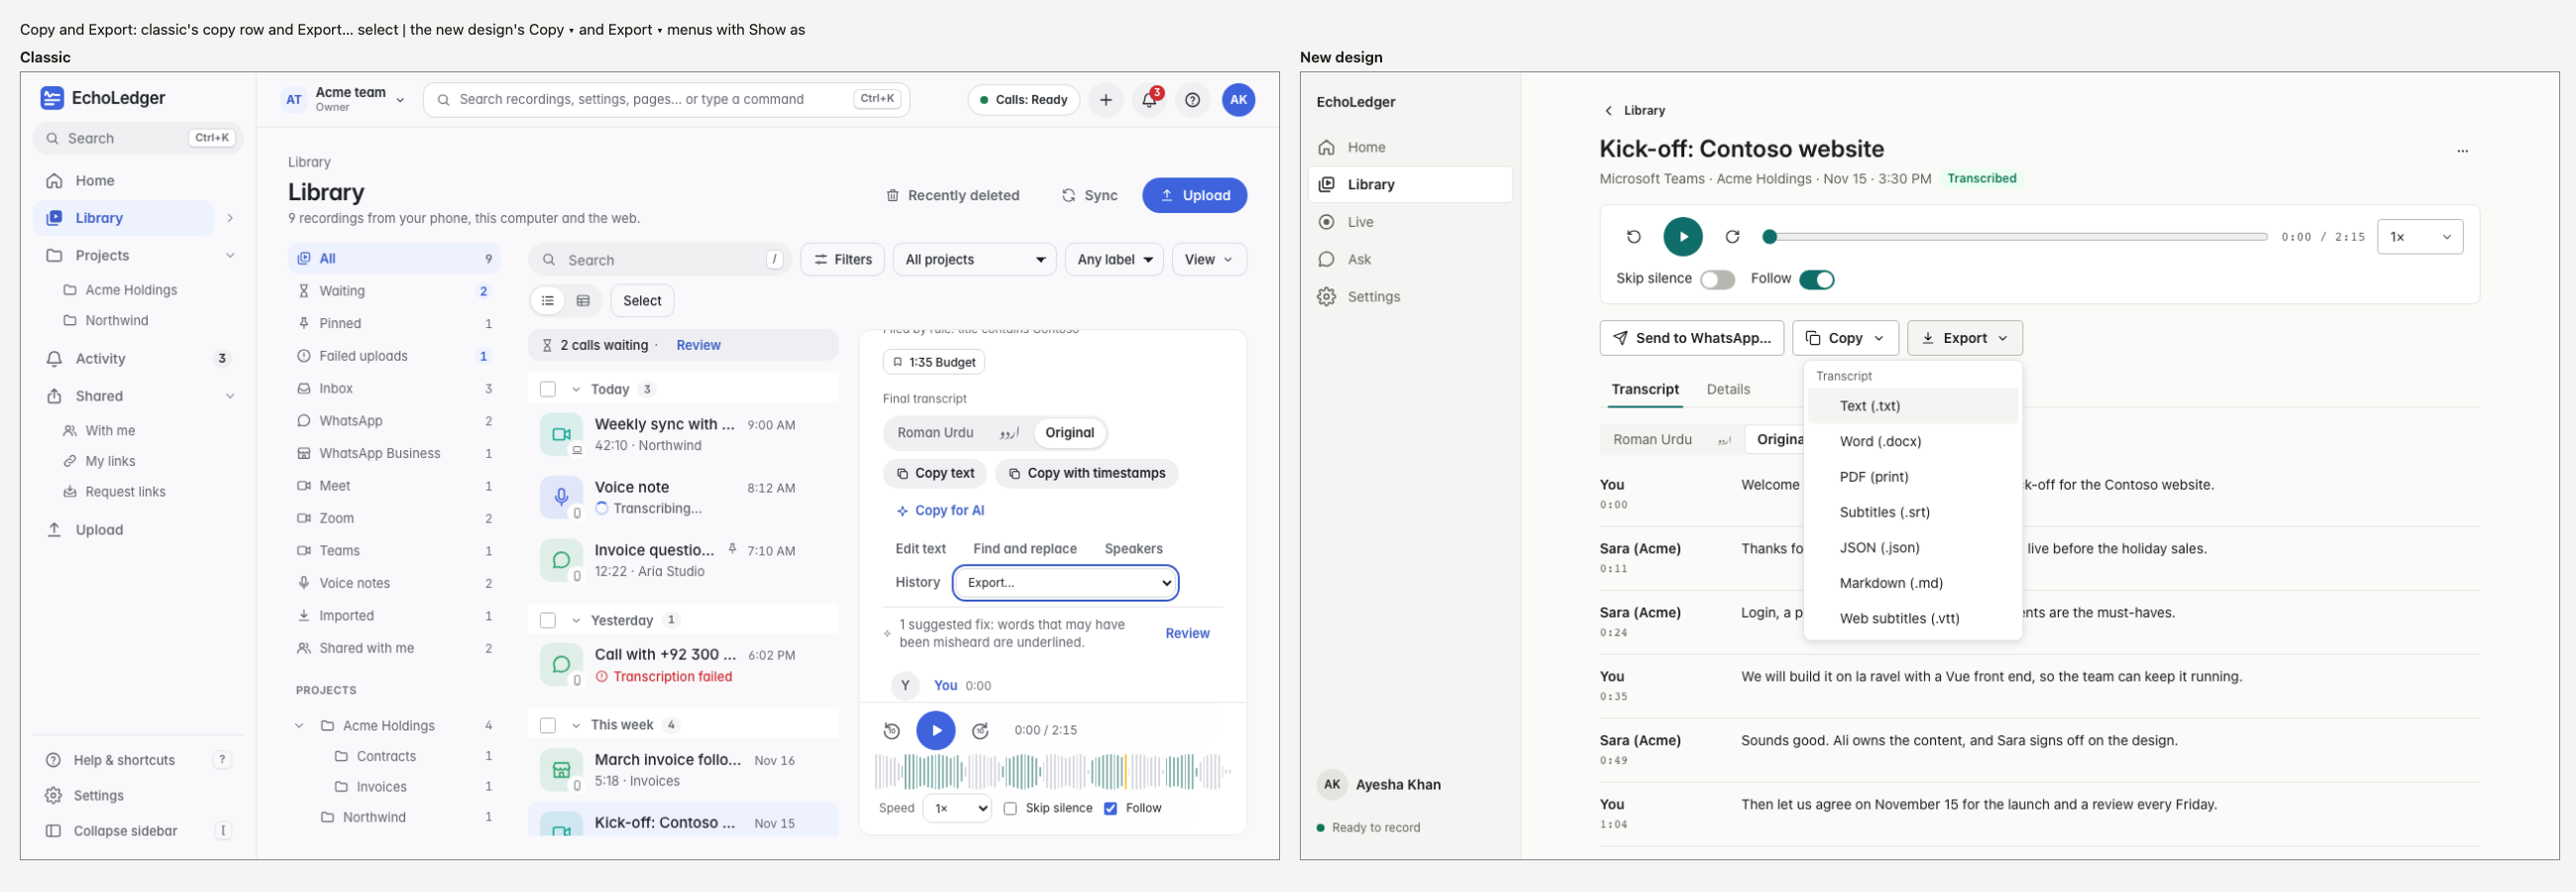 Copy and Export: classic's copy row and Export... select | the new design's Copy ▾ and Export ▾ menus with Show as
Classic
EchoLedger
Search Ctrl+K
Home
Library
Projects
Acme Holdings
Northwind
Activity 3
Shared
With me
My links
Request links
Upload
Help & shortcuts ?
Settings
Collapse sidebar [
AT Acme team
Owner
Search recordings, settings, pages... or type a command Ctrl+K
Calls: Ready
3
AK
Library
Library
9 recordings from your phone, this computer and the web.
Recently deleted
Sync
Upload
All 9
Waiting 2
Pinned 1
Failed uploads 1
Inbox 3
WhatsApp 2
WhatsApp Business 1
Meet 1
Zoom 2
Teams 1
Voice notes 2
Imported 1
Shared with me 2
PROJECTS
Acme Holdings 4
Contracts 1
Invoices 1
Northwind 1
Search /
Filters
All projects
Any label
View
Select
2 calls waiting · Review
Today 3
Weekly sync with ... 9:00 AM
42:10 · Northwind
Voice note 8:12 AM
Transcribing...
Invoice questio... 7:10 AM
12:22 · Aria Studio
Yesterday 1
Call with +92 300 ... 6:02 PM
Transcription failed
This week 4
March invoice follo... Nov 16
5:18 · Invoices
Kick-off: Contoso ... Nov 15
Filed by rule: title contains Contoso
1:35 Budget
Final transcript
Roman Urdu اردو Original
Copy text
Copy with timestamps
Copy for AI
Edit text Find and replace Speakers
History Export...
1 suggested fix: words that may have
been misheard are underlined.
Review
Y You 0:00
10 10 0:00 / 2:15
Speed 1× Skip silence Follow
New design
EchoLedger
Home
Library
Live
Ask
Settings
AK Ayesha Khan
Ready to record
Library
Kick-off: Contoso website
...
Microsoft Teams · Acme Holdings · Nov 15 · 3:30 PM Transcribed
0:00 / 2:15 1×
Skip silence Follow
Send to WhatsApp...
Copy
Export
Transcript Details
Transcript
Text (.txt)
Word (.docx)
PDF (print)
Subtitles (.srt)
JSON (.json)
Markdown (.md)
Web subtitles (.vtt)
Roman Urdu اردو Origina
You Welcome k-off for the Contoso website.
0:00
Sara (Acme) Thanks fo live before the holiday sales.
0:11
Sara (Acme) Login, a p ents are the must-haves.
0:24
You We will build it on la ravel with a Vue front end, so the team can keep it running.
0:35
Sara (Acme) Sounds good. Ali owns the content, and Sara signs off on the design.
0:49
You Then let us agree on November 15 for the launch and a review every Friday.
1:04